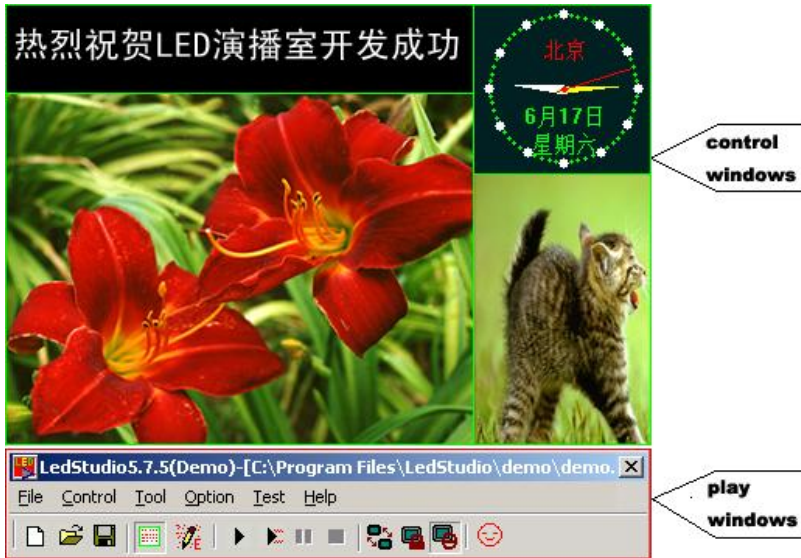 热烈祝贺LED演播室开发成功
北京
6月17日
星期六
control
windows
LedStudio5.7.5(Demo)-[C:\Program Files\LedStudio\demo\demo.
File Control Tool Option Test Help
play
windows